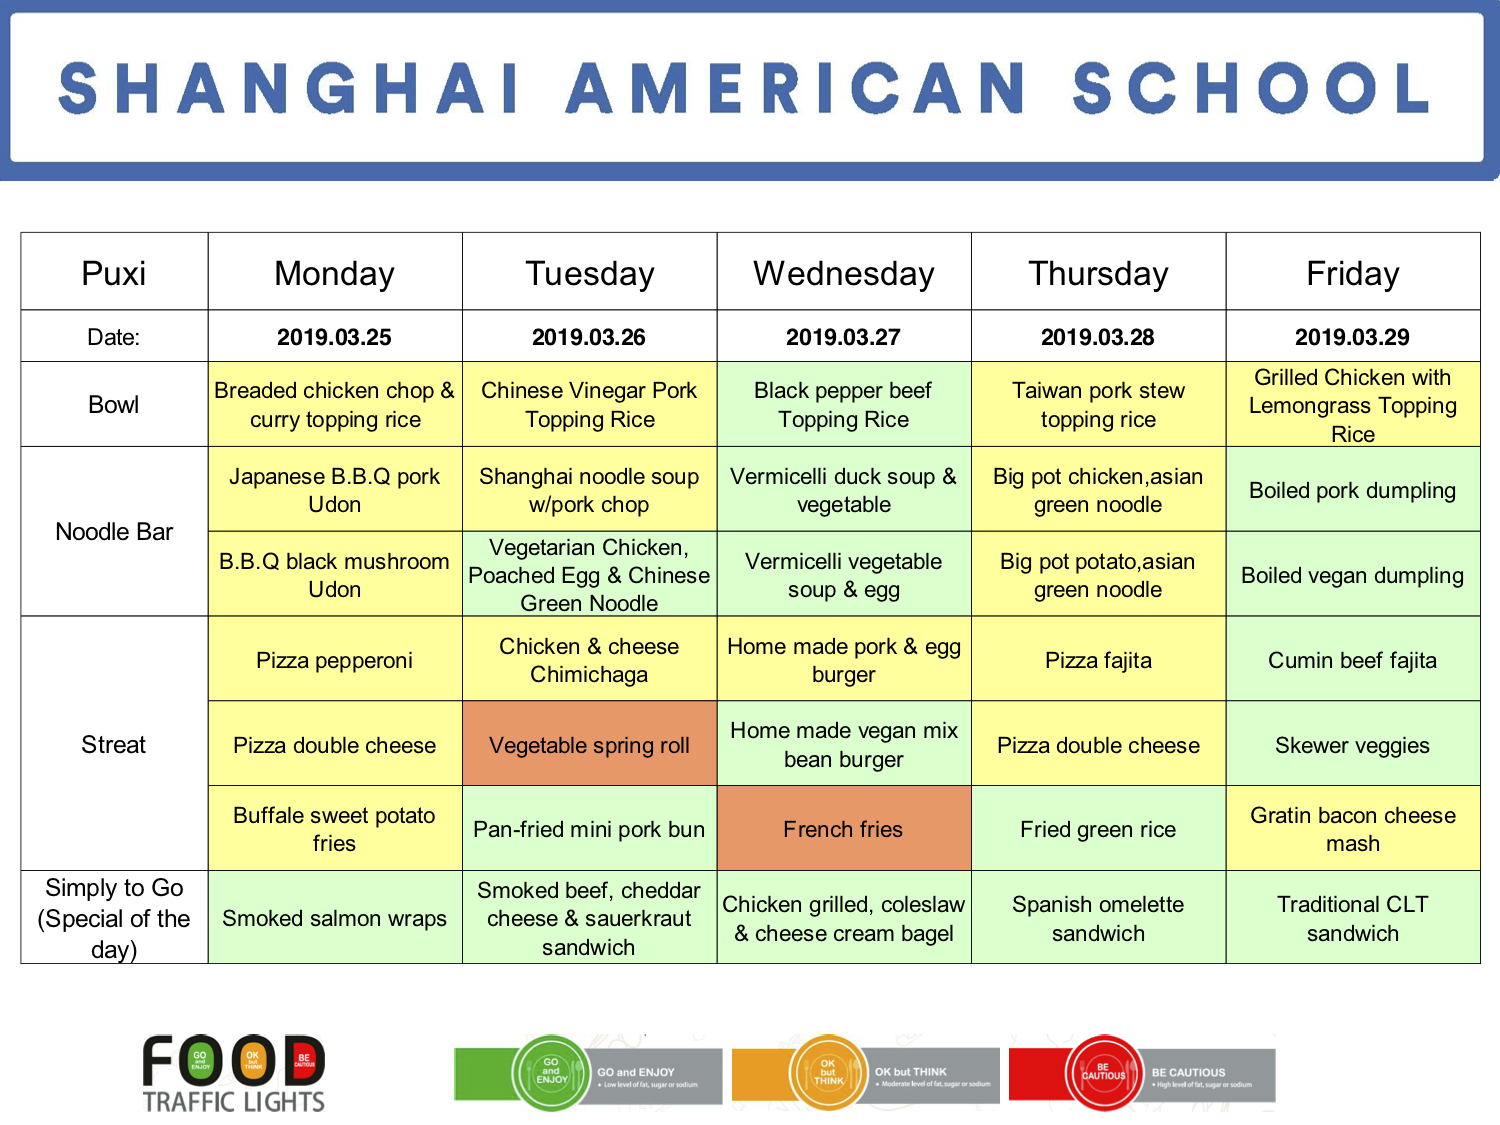 SHANGHAI AMERICAN SCHOOL
Puxi
Monday
Tuesday
Wednesday
Thursday
Friday
Date:
2019.03.25
2019.03.26
2019.03.27
2019.03.28
2019.03.29
Bowl
Breaded chicken chop &
curry topping rice
Chinese Vinegar Pork
Topping Rice
Black pepper beef
Topping Rice
Taiwan pork stew
topping rice
Grilled Chicken with
Lemongrass Topping
Rice
Noodle Bar
Japanese B.B.Q pork
Udon
Shanghai noodle soup
w/pork chop
Vermicelli duck soup &
vegetable
Big pot chicken,asian
green noodle
Boiled pork dumpling
B.B.Q black mushroom
Udon
Vegetarian Chicken,
Poached Egg & Chinese
Green Noodle
Vermicelli vegetable
soup & egg
Big pot potato,asian
green noodle
Boiled vegan dumpling
Streat
Pizza pepperoni
Chicken & cheese
Chimichaga
Home made pork & egg
burger
Pizza fajita
Cumin beef fajita
Pizza double cheese
Vegetable spring roll
Home made vegan mix
bean burger
Pizza double cheese
Skewer veggies
Buffale sweet potato
fries
Pan-fried mini pork bun
French fries
Fried green rice
Gratin bacon cheese
mash
Simply to Go
(Special of the
day)
Smoked salmon wraps
Smoked beef, cheddar
cheese & sauerkraut
sandwich
Chicken grilled, coleslaw
& cheese cream bagel
Spanish omelette
sandwich
Traditional CLT
sandwich
FOOD
GO
and
ENJOY
OK
but
THINK
BE
CAUTIOUS
TRAFFIC LIGHTS
GO
and
ENJOY
GO and ENJOY
• Low level of fat, sugar or sodium
OK
but
THINK
OK but THINK
• Moderate level of fat, sugar or sodium
BE
CAUTIOUS
BE CAUTIOUS
• High level of fat, sugar or sodium